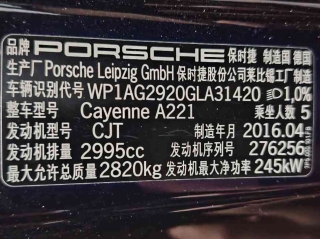 品牌 PORSCHE 保时捷 制造国 德国
生产厂 Porsche Leipzig GmbH 保时捷股份公司莱比锡工厂制造
车辆识别代号 WP1AG2920GLA31420 1,0%
整车型号 Cayenne A221 乘坐人数 5
发动机型号 CJT 制造年月 2016.04
发动机排量 2995cc 发动机序列号 276256
最大允许总质量 2820kg 发动机最大净功率 245kW